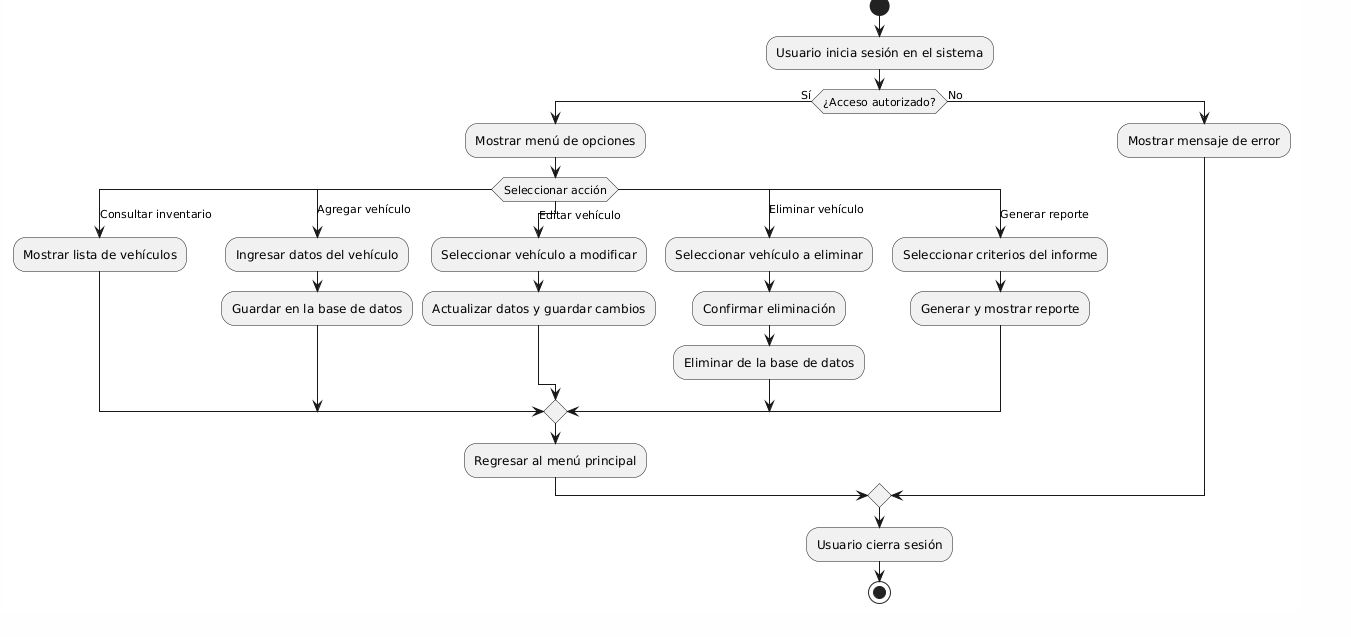 Usuario inicia sesión en el sistema
Sí
¿Acceso autorizado?
No
Mostrar menú de opciones
Mostrar mensaje de error
Seleccionar acción
Consultar inventario
Agregar vehículo
Editar vehículo
Eliminar vehículo
Generar reporte
Mostrar lista de vehículos
Ingresar datos del vehículo
Seleccionar vehículo a modificar
Seleccionar vehículo a eliminar
Seleccionar criterios del informe
Guardar en la base de datos
Actualizar datos y guardar cambios
Confirmar eliminación
Generar y mostrar reporte
Eliminar de la base de datos
Regresar al menú principal
Usuario cierra sesión